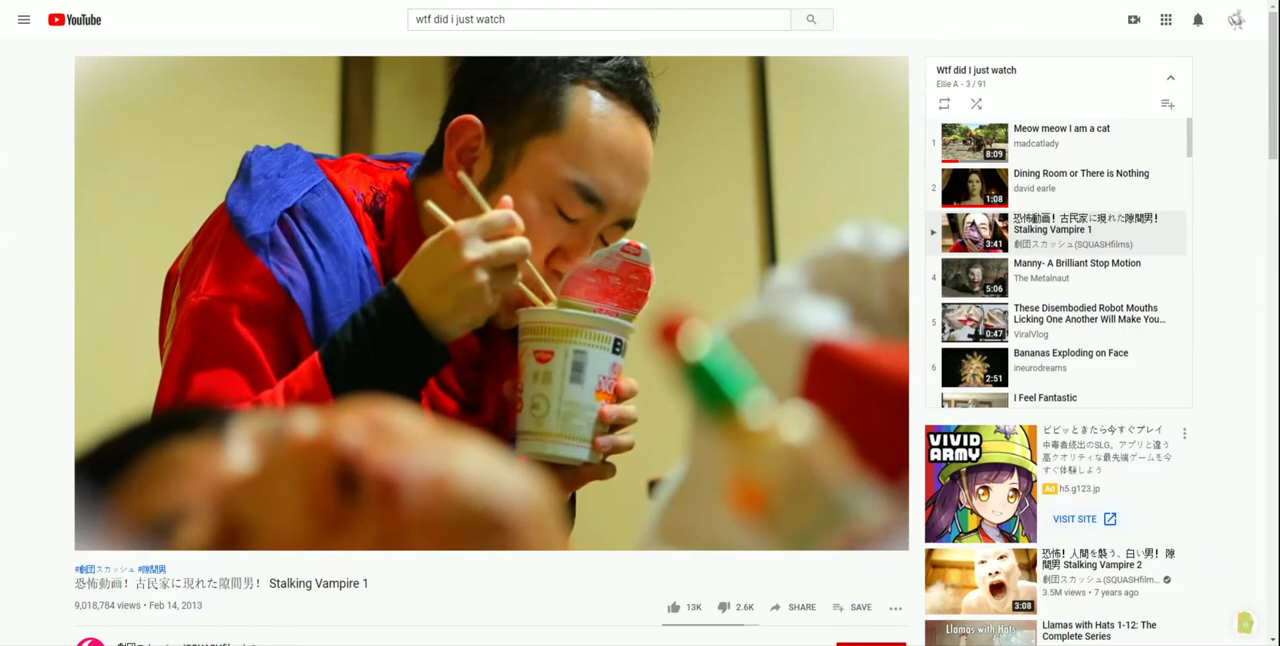 YouTube
wtf did i just watch
Wtf did I just watch
Ellie A - 3 / 91
1
Meow meow I am a cat
madcatlady
8:09
2
Dining Room or There is Nothing
david earle
1:08
恐怖動画！古民家に現れた隙間男！
Stalking Vampire 1
劇団スカッシュ(SQUASHfilms)
3:41
4
Manny- A Brilliant Stop Motion
The Metalnaut
5:06
5
These Disembodied Robot Mouths
Licking One Another Will Make You...
ViralVlog
0:47
6
Bananas Exploding on Face
ineurodreams
2:51
I Feel Fantastic
VIVID
ARMY
ビビッときたら今すぐプレイ
中毒者続出のSLG。アプリと違う
高クオリティな最先端ゲームを今
すぐ体験しよう
Ad h5.g123.jp
VISIT SITE
恐怖！人間を襲う、白い男！隙
間男 Stalking Vampire 2
劇団スカッシュ(SQUASHfilm...
3.5M views • 7 years ago
3:08
Llamas with Hats
Llamas with Hats 1-12: The
Complete Series
#劇団スカッシュ #隙間男
恐怖動画！古民家に現れた隙間男！ Stalking Vampire 1
9,018,784 views • Feb 14, 2013
13K
2.6K
SHARE
SAVE